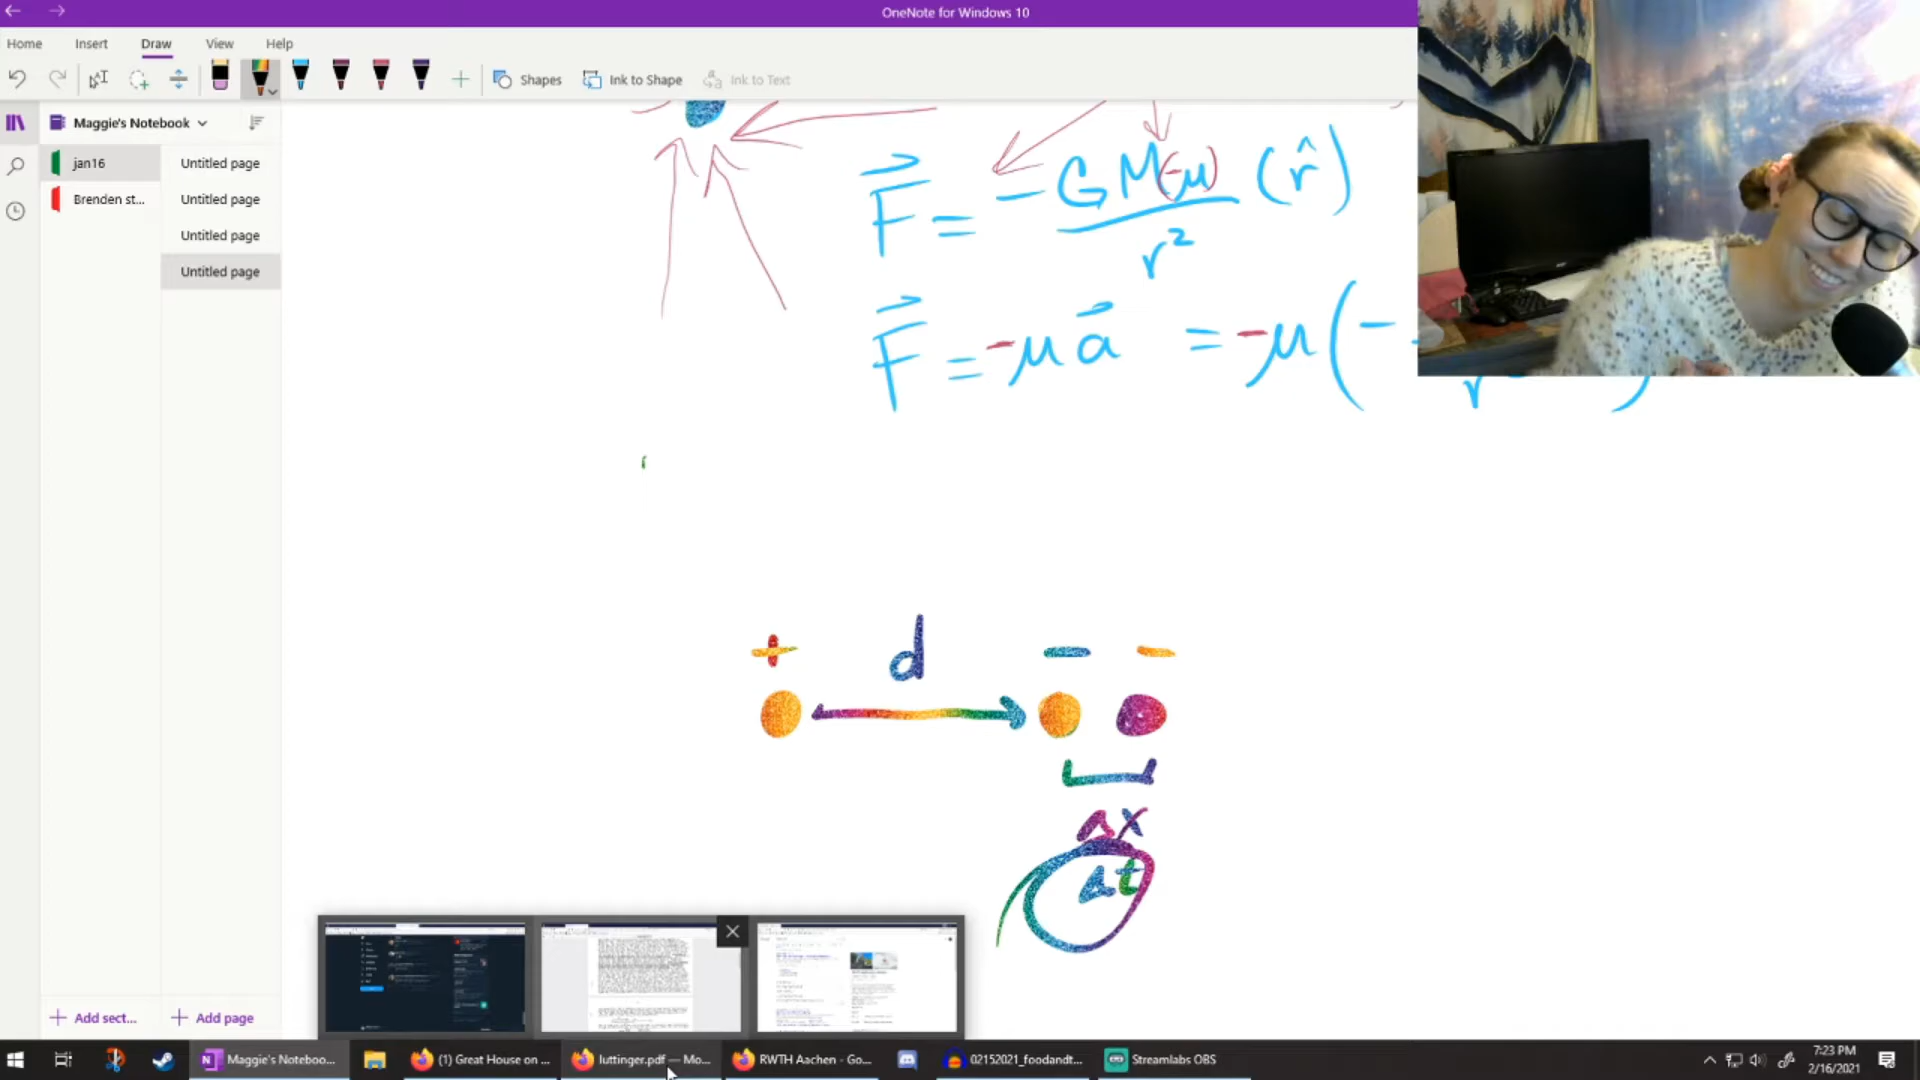 OneNote for Windows 10
Home Insert Draw View Help
Shapes Ink to Shape Ink to Text
Maggie's Notebook
jan16
Brenden st...
Untitled page
Untitled page
Untitled page
Untitled page
F = -GM(-μ) (r̂)
r²
F = -μ a = -μ(-
r
+ d - -
Δx
Δt
Add sect... Add page
Maggie's Noteboo... (1) Great House on ... luttinger.pdf — Mo... RWTH Aachen - Go... 02152021_foodandt... Streamlabs OBS
7:23 PM
2/16/2021